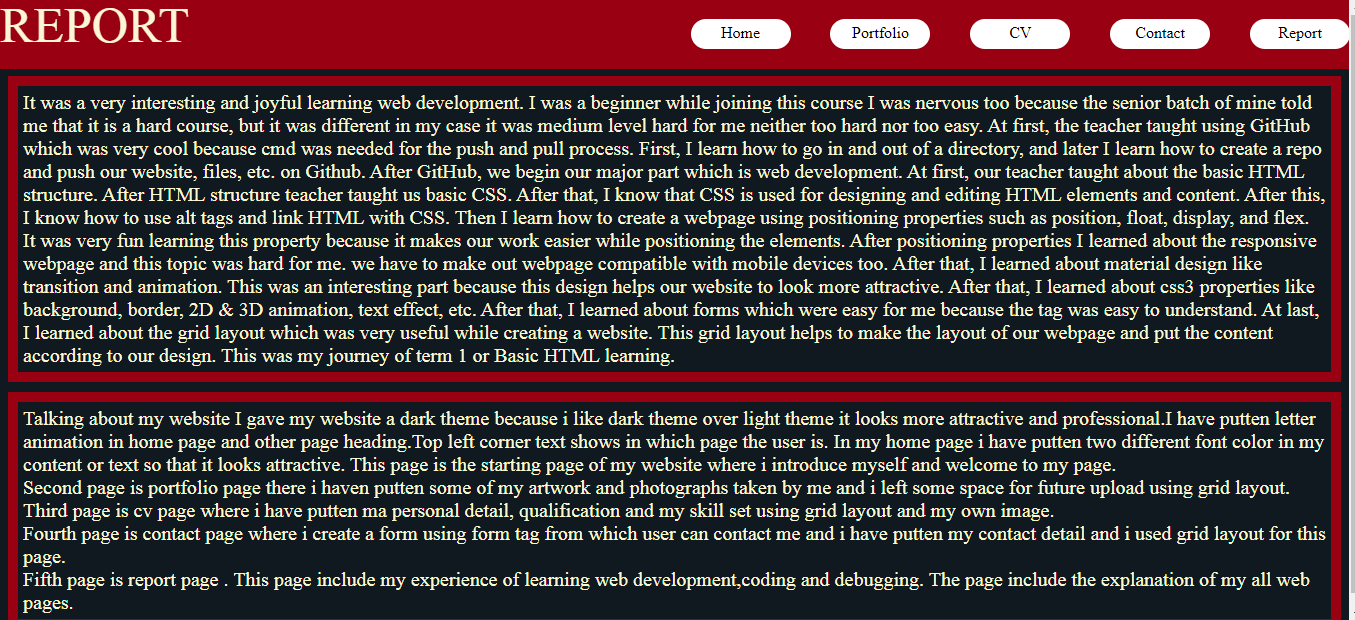 REPORT
Home
Portfolio
CV
Contact
Report
It was a very interesting and joyful learning web development. I was a beginner while joining this course I was nervous too because the senior batch of mine told
me that it is a hard course, but it was different in my case it was medium level hard for me neither too hard nor too easy. At first, the teacher taught using GitHub
which was very cool because cmd was needed for the push and pull process. First, I learn how to go in and out of a directory, and later I learn how to create a repo
and push our website, files, etc. on Github. After GitHub, we begin our major part which is web development. At first, our teacher taught about the basic HTML
structure. After HTML structure teacher taught us basic CSS. After that, I know that CSS is used for designing and editing HTML elements and content. After this,
I know how to use alt tags and link HTML with CSS. Then I learn how to create a webpage using positioning properties such as position, float, display, and flex.
It was very fun learning this property because it makes our work easier while positioning the elements. After positioning properties I learned about the responsive
webpage and this topic was hard for me. we have to make out webpage compatible with mobile devices too. After that, I learned about material design like
transition and animation. This was an interesting part because this design helps our website to look more attractive. After that, I learned about css3 properties like
background, border, 2D & 3D animation, text effect, etc. After that, I learned about forms which were easy for me because the tag was easy to understand. At last,
I learned about the grid layout which was very useful while creating a website. This grid layout helps to make the layout of our webpage and put the content
according to our design. This was my journey of term 1 or Basic HTML learning.
Talking about my website I gave my website a dark theme because i like dark theme over light theme it looks more attractive and professional.I have putten letter
animation in home page and other page heading.Top left corner text shows in which page the user is. In my home page i have putten two different font color in my
content or text so that it looks attractive. This page is the starting page of my website where i introduce myself and welcome to my page.
Second page is portfolio page there i haven putten some of my artwork and photographs taken by me and i left some space for future upload using grid layout.
Third page is cv page where i have putten ma personal detail, qualification and my skill set using grid layout and my own image.
Fourth page is contact page where i create a form using form tag from which user can contact me and i have putten my contact detail and i used grid layout for this
page.
Fifth page is report page . This page include my experience of learning web development,coding and debugging. The page include the explanation of my all web
pages.